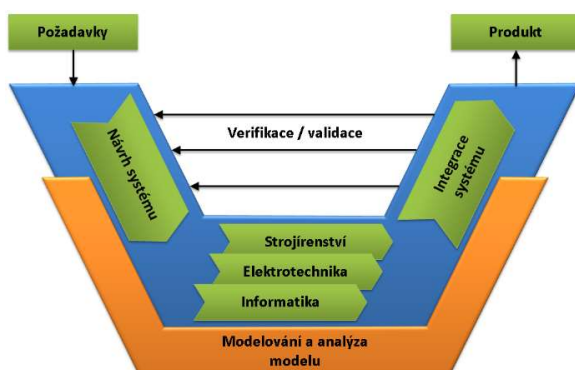 Požadavky
Produkt
Verifikace / validace
Návrh systému
Integrace
systému
Strojírenství
Elektrotechnika
Informatika
Modelování a analýza
modelu